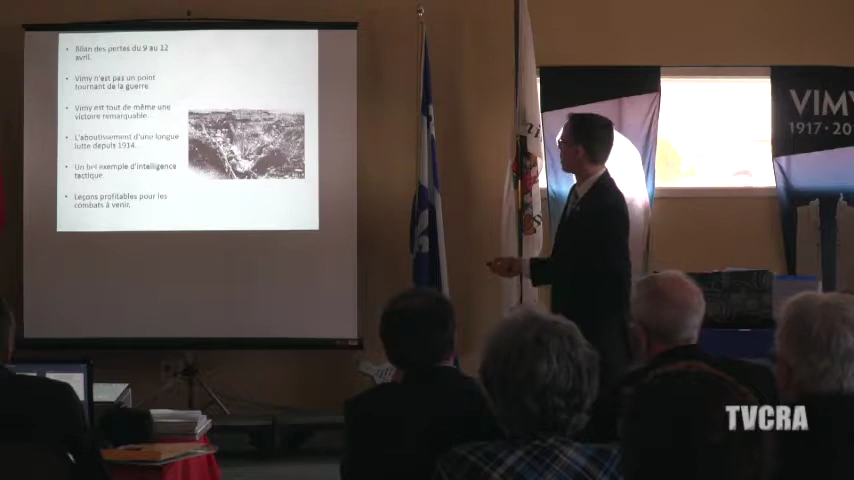 • Bilan des pertes du 9 au 12
avril.
• Vimy n'est pas un point
tournant de la guerre.
• Vimy est tout de même une
victoire remarquable.
• L'aboutissement d'une longue
lutte depuis 1914.
• Un bel exemple d'intelligence
tactique.
• Leçons profitables pour les
combats à venir.
VIMY
1917 · 20
TVCRA